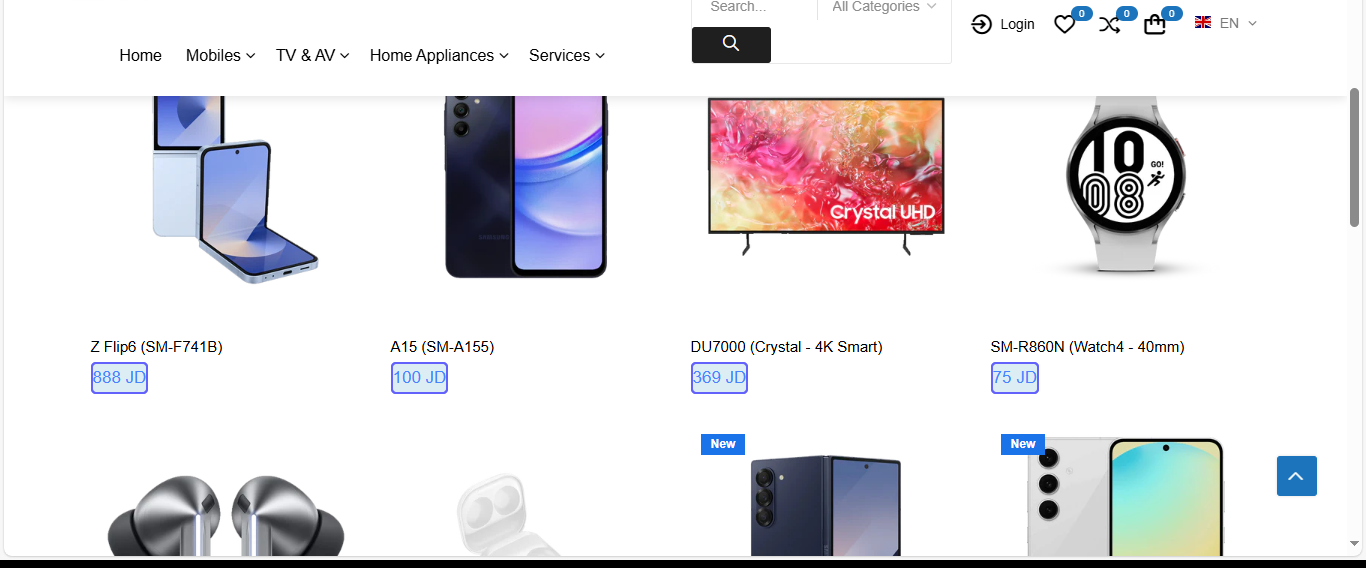 Search...
All Categories
0
0
0
Login
EN
Home
Mobiles
TV & AV
Home Appliances
Services
SAMSUNG
Crystal UHD
10
08
GO!
Z Flip6 (SM-F741B)
A15 (SM-A155)
DU7000 (Crystal - 4K Smart)
SM-R860N (Watch4 - 40mm)
888 JD
100 JD
369 JD
75 JD
New
New